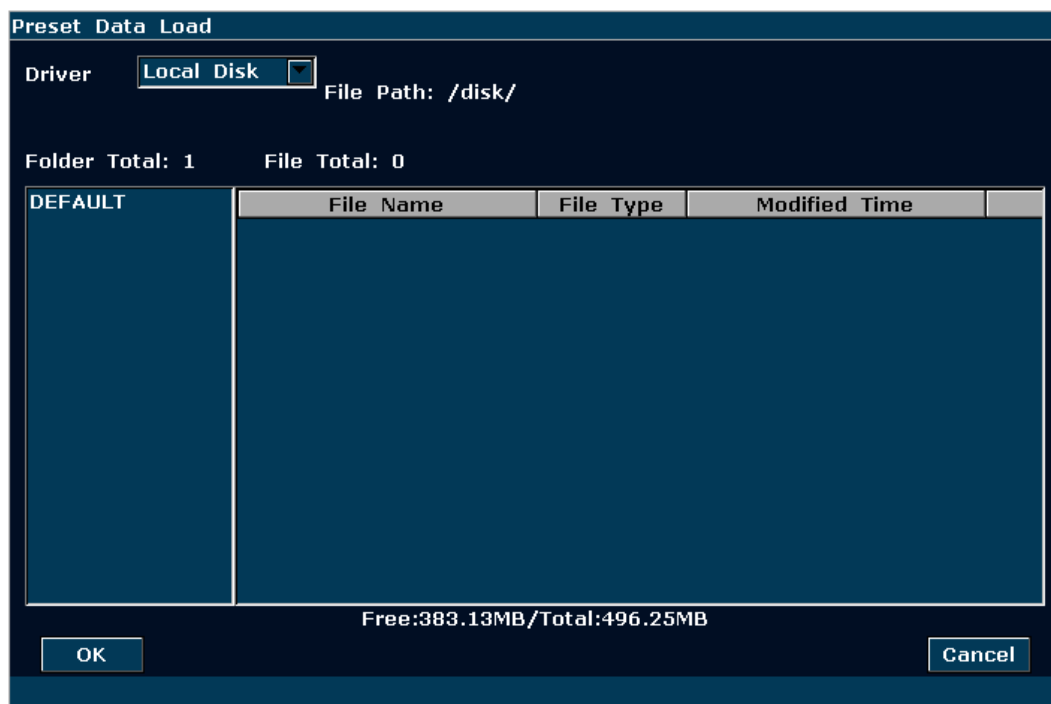 Preset Data Load
Driver Local Disk
File Path: /disk/
Folder Total: 1 File Total: 0
DEFAULT File Name File Type Modified Time
Free:383.13MB/Total:496.25MB
OK Cancel